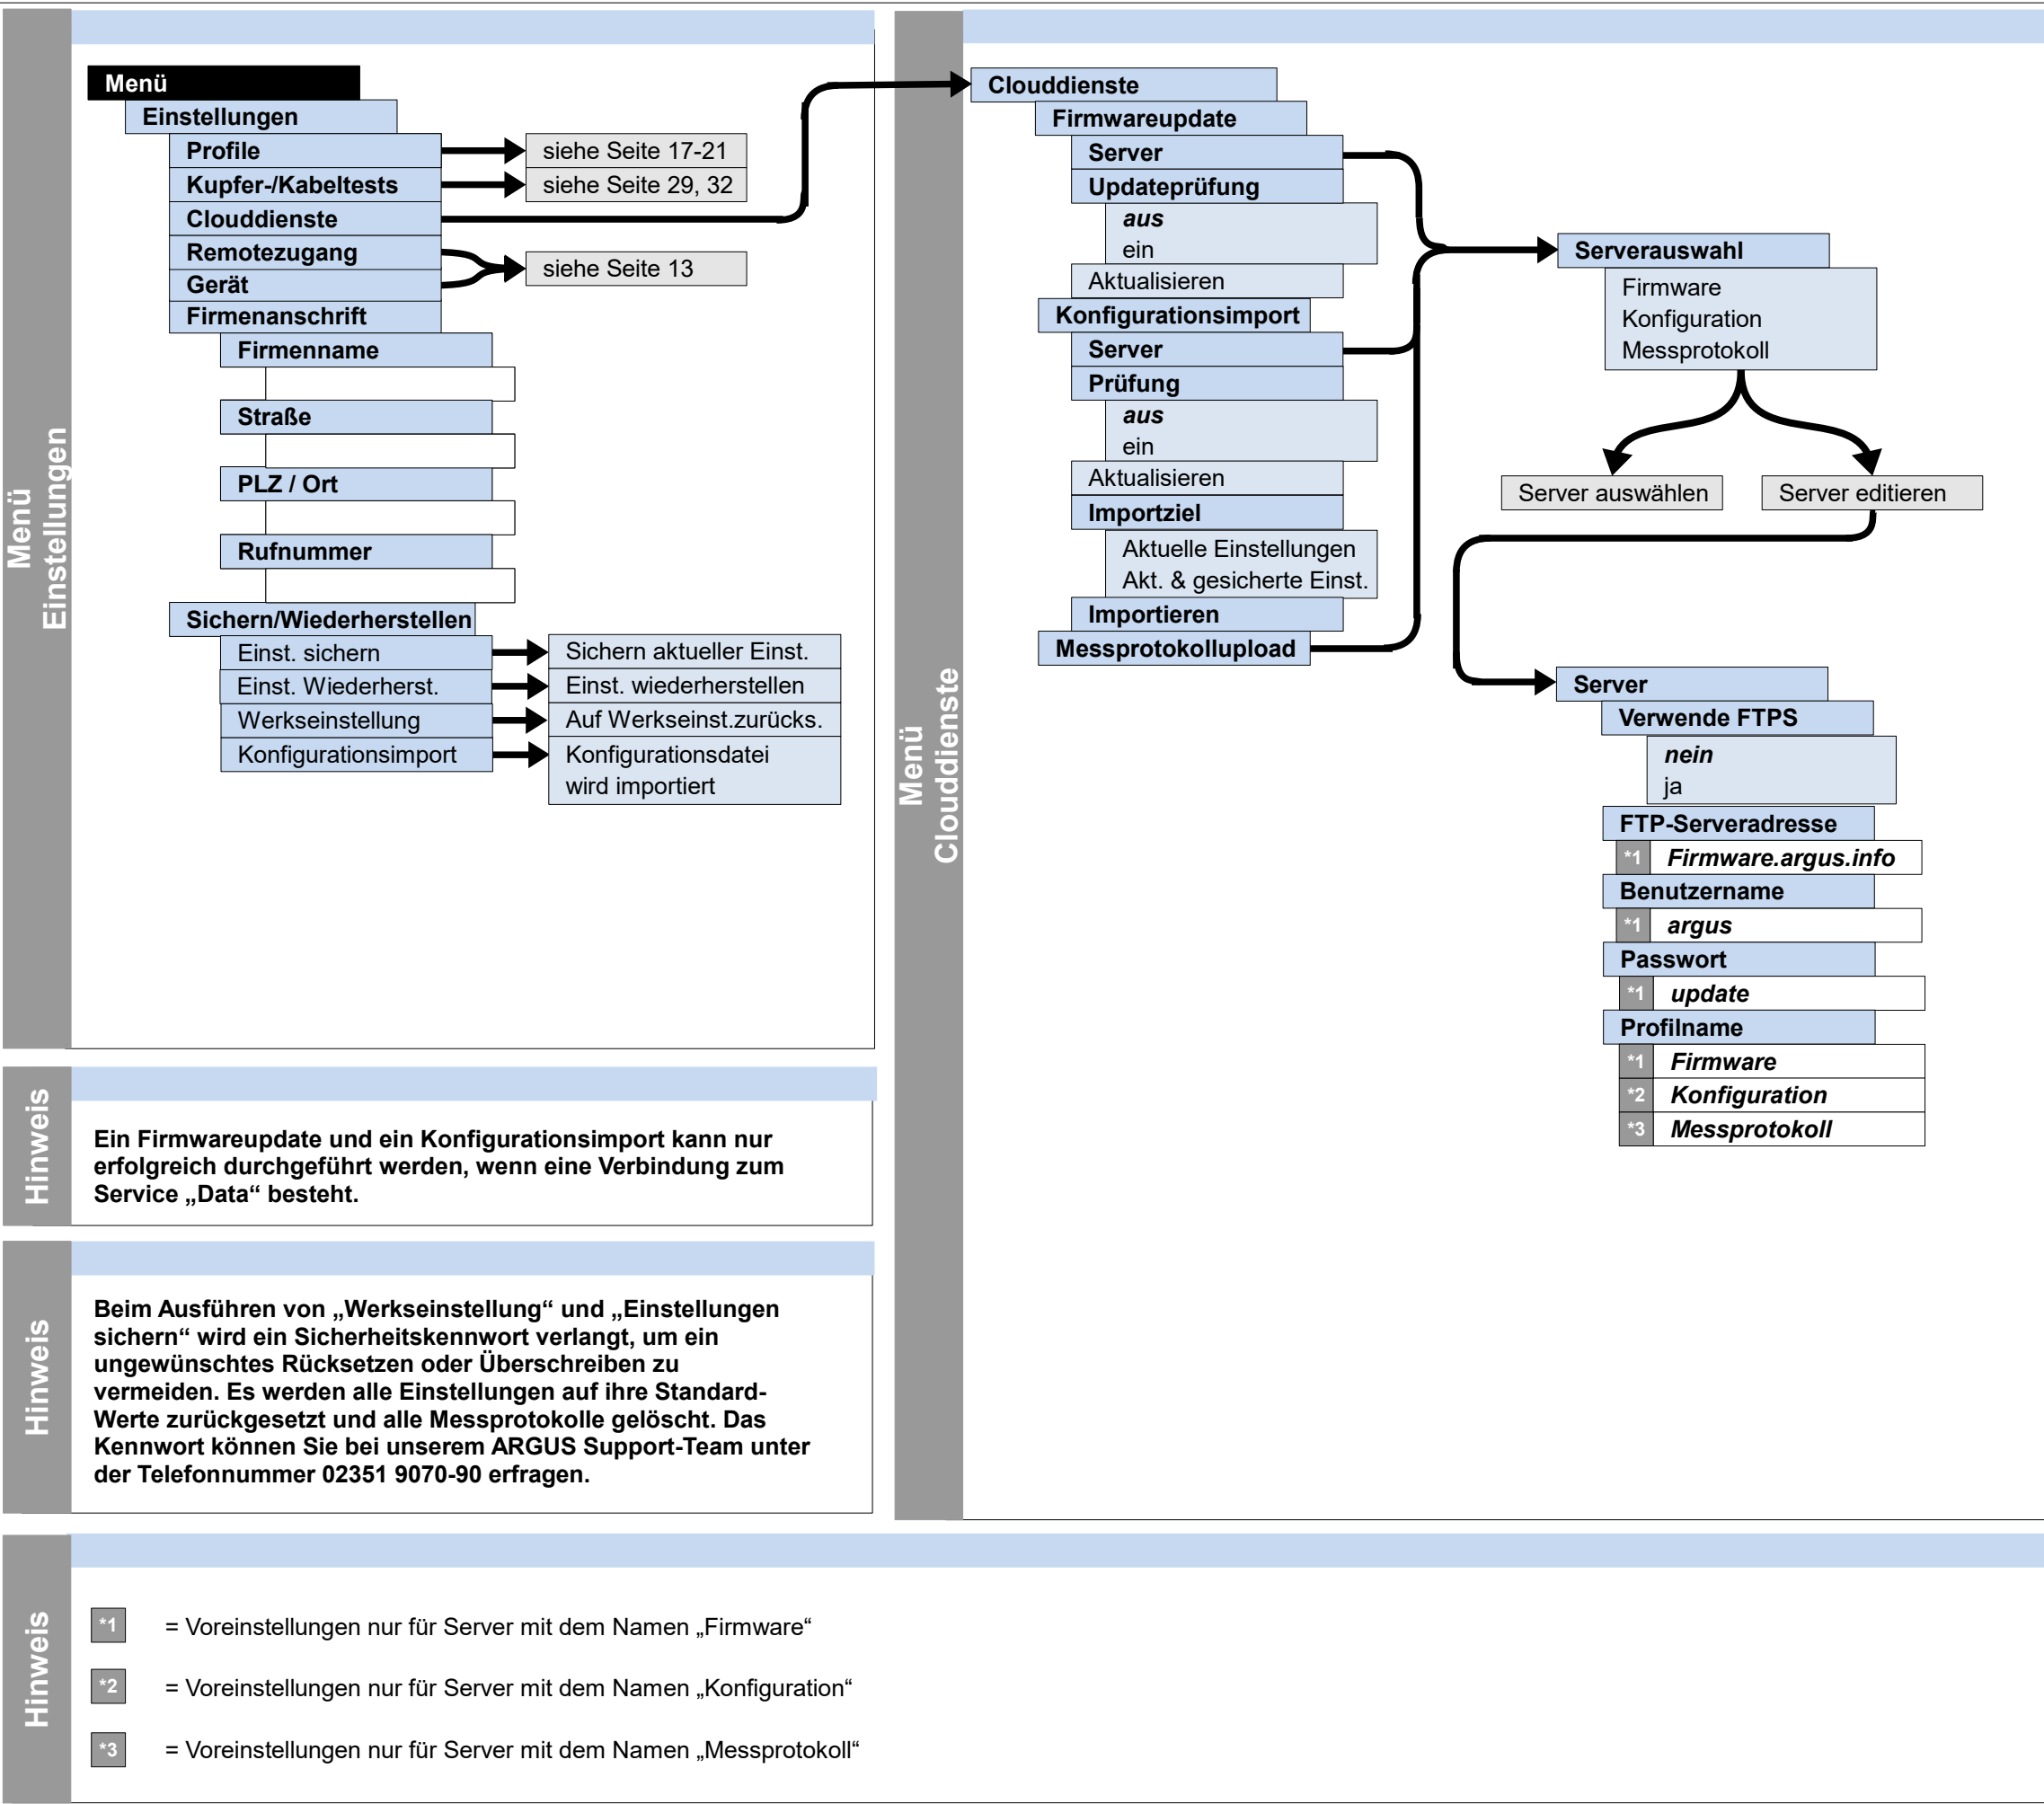 Menü
Einstellungen
Menü
Einstellungen
Profile
siehe Seite 17-21
Kupfer-/Kabeltests
siehe Seite 29, 32
Clouddienste
Remotezugang
siehe Seite 13
Gerät
Firmenanschrift
Firmenname
Straße
PLZ / Ort
Rufnummer
Sichern/Wiederherstellen
Einst. sichern
Sichern aktueller Einst.
Einst. Wiederherst.
Einst. wiederherstellen
Werkseinstellung
Auf Werkseinst.zurücks.
Konfigurationsimport
Konfigurationsdatei
wird importiert
Menü
Clouddienste
Clouddienste
Firmwareupdate
Server
Updateprüfung
aus
ein
Aktualisieren
Konfigurationsimport
Server
Prüfung
aus
ein
Aktualisieren
Importziel
Aktuelle Einstellungen
Akt. & gesicherte Einst.
Importieren
Messprotokollupload
Serverauswahl
Firmware
Konfiguration
Messprotokoll
Server auswählen
Server editieren
Server
Verwende FTPS
nein
ja
FTP-Serveradresse
*1 Firmware.argus.info
Benutzername
*1 argus
Passwort
*1 update
Profilname
*1 Firmware
*2 Konfiguration
*3 Messprotokoll
Hinweis
Ein Firmwareupdate und ein Konfigurationsimport kann nur
erfolgreich durchgeführt werden, wenn eine Verbindung zum
Service „Data“ besteht.
Hinweis
Beim Ausführen von „Werkseinstellung“ und „Einstellungen
sichern“ wird ein Sicherheitskennwort verlangt, um ein
ungewünschtes Rücksetzen oder Überschreiben zu
vermeiden. Es werden alle Einstellungen auf ihre Standard-
Werte zurückgesetzt und alle Messprotokolle gelöscht. Das
Kennwort können Sie bei unserem ARGUS Support-Team unter
der Telefonnummer 02351 9070-90 erfragen.
Hinweis
*1 = Voreinstellungen nur für Server mit dem Namen „Firmware“
*2 = Voreinstellungen nur für Server mit dem Namen „Konfiguration“
*3 = Voreinstellungen nur für Server mit dem Namen „Messprotokoll“